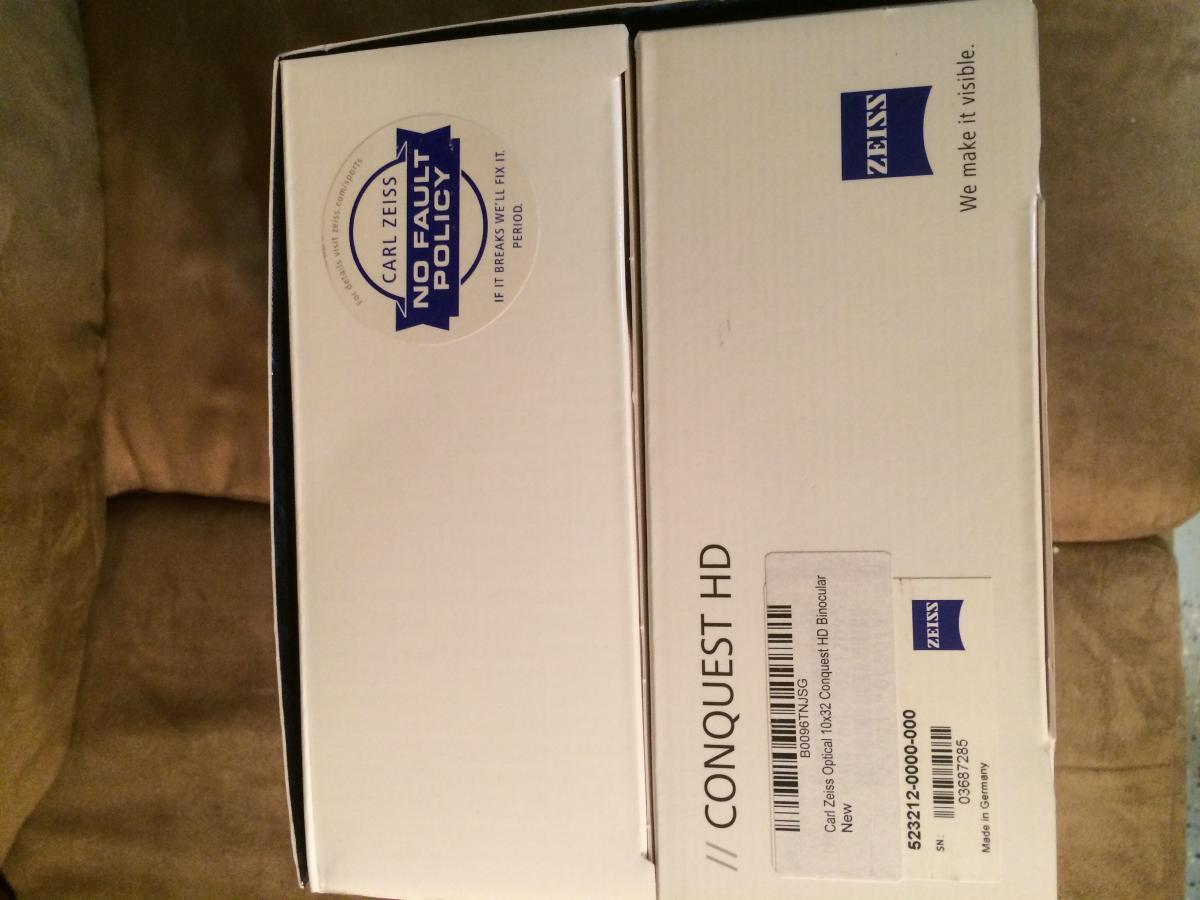 For details visit zeiss.com/sports
CARL ZEISS
NO FAULT
POLICY
IF IT BREAKS WE'LL FIX IT.
PERIOD.
ZEISS
We make it visible.
// CONQUEST HD
B0096TNJSG
Carl Zeiss Optical 10x32 Conquest HD Binocular
New
ZEISS
523212-0000-000
SN:
03687285
Made in Germany